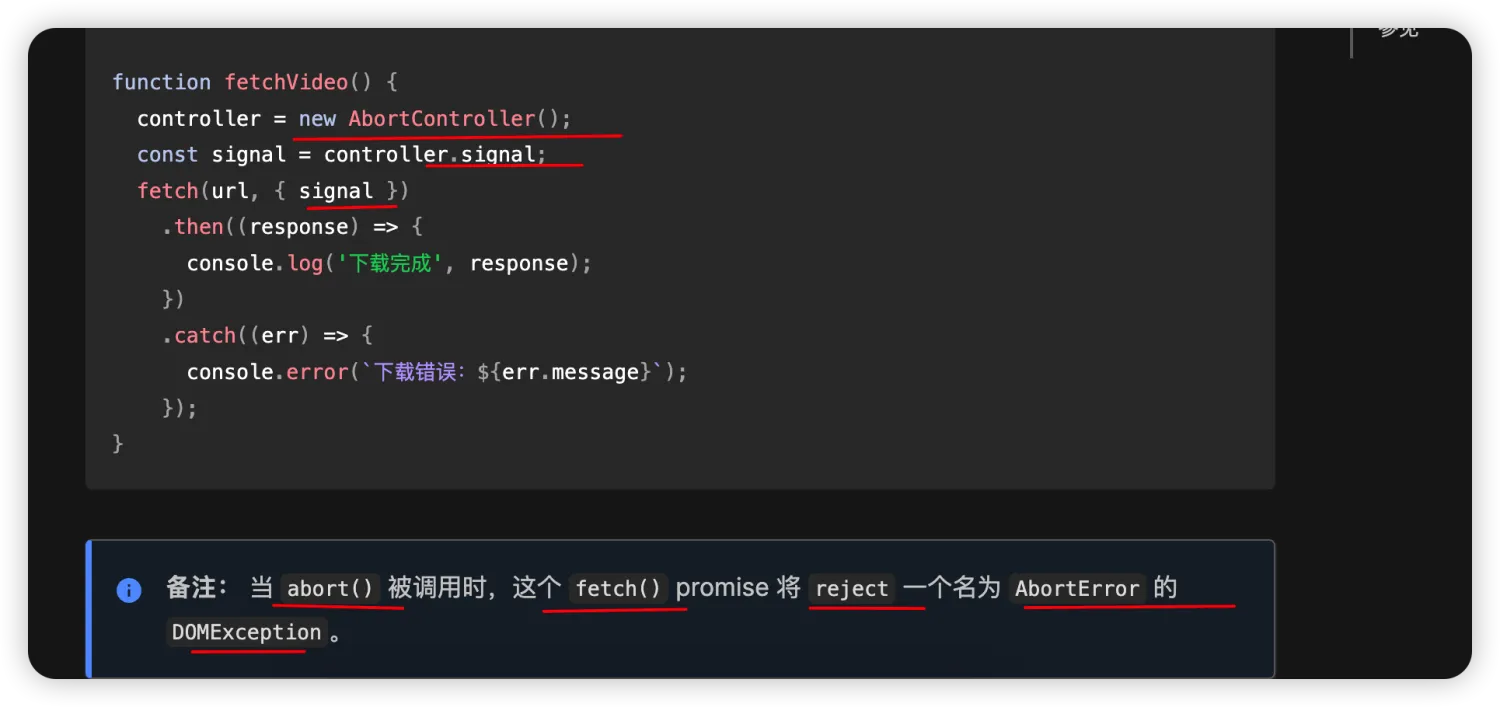 参见
function fetchVideo() {
  controller = new AbortController();
  const signal = controller.signal;
  fetch(url, { signal })
    .then((response) => {
      console.log('下载完成', response);
    })
    .catch((err) => {
      console.error(`下载错误：${err.message}`);
    });
}
备注： 当 abort() 被调用时，这个 fetch() promise 将 reject 一个名为 AbortError 的
DOMException 。